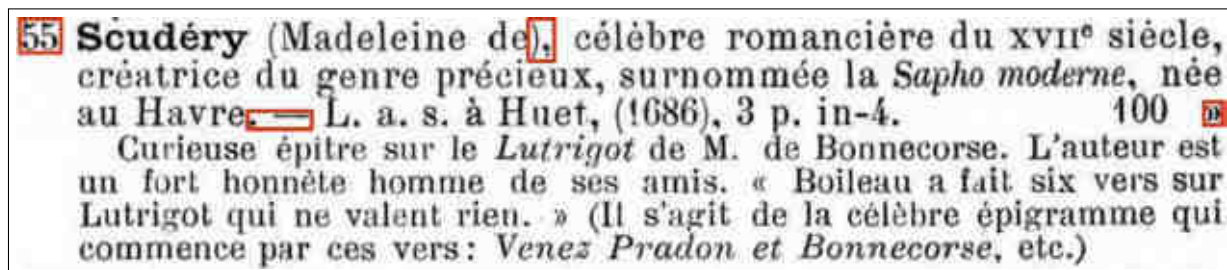 55 Scudéry (Madeleine de), célèbre romancière du XVIIe siècle,
créatrice du genre précieux, surnommée la Sapho moderne, née
au Havre. — L. a. s. à Huet, (1686), 3 p. in-4. 100 »
Curieuse épitre sur le Lutrigot de M. de Bonnecorse. L'auteur est
un fort honnête homme de ses amis. « Boileau a fait six vers sur
Lutrigot qui ne valent rien. » (Il s'agit de la célèbre épigramme qui
commence par ces vers : Venez Pradon et Bonnecorse, etc.)